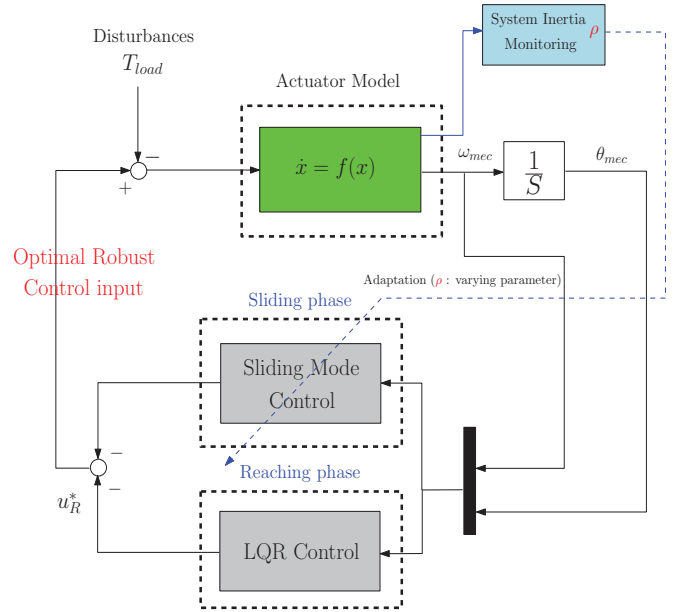 System Inertia
Monitoring ρ
Disturbances
T_load
Actuator Model
−
+
ẋ = f(x)
ω_mec
1
S
θ_mec
Optimal Robust
Control input
Adaptation (ρ : varying parameter)
Sliding phase
Sliding Mode
Control
−
−
u*_R
Reaching phase
LQR Control